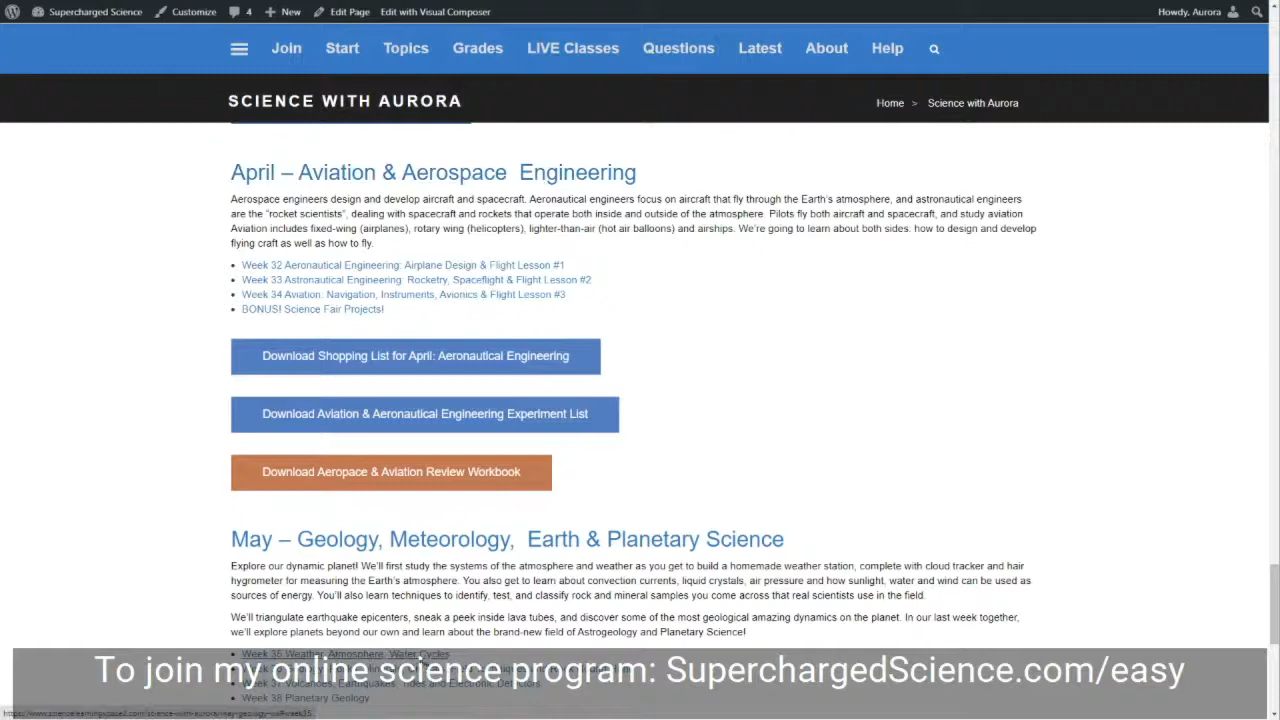 Supercharged Science Customize 4 New Edit Page Edit with Visual Composer Howdy, Aurora
Join Start Topics Grades LIVE Classes Questions Latest About Help
SCIENCE WITH AURORA
Home > Science with Aurora
April – Aviation & Aerospace Engineering
Aerospace engineers design and develop aircraft and spacecraft. Aeronautical engineers focus on aircraft that fly through the Earth's atmosphere, and astronautical engineers
are the "rocket scientists", dealing with spacecraft and rockets that operate both inside and outside of the atmosphere. Pilots fly both aircraft and spacecraft, and study aviation
Aviation includes fixed-wing (airplanes), rotary wing (helicopters), lighter-than-air (hot air balloons) and airships. We're going to learn about both sides: how to design and develop
flying craft as well as how to fly.
• Week 32 Aeronautical Engineering: Airplane Design & Flight Lesson #1
• Week 33 Astronautical Engineering: Rocketry, Spaceflight & Flight Lesson #2
• Week 34 Aviation: Navigation, Instruments, Avionics & Flight Lesson #3
• BONUS! Science Fair Projects!
Download Shopping List for April: Aeronautical Engineering
Download Aviation & Aeronautical Engineering Experiment List
Download Aeropace & Aviation Review Workbook
May – Geology, Meteorology, Earth & Planetary Science
Explore our dynamic planet! We'll first study the systems of the atmosphere and weather as you get to build a homemade weather station, complete with cloud tracker and hair
hygrometer for measuring the Earth's atmosphere. You also get to learn about convection currents, liquid crystals, air pressure and how sunlight, water and wind can be used as
sources of energy. You'll also learn techniques to identify, test, and classify rock and mineral samples you come across that real scientists use in the field.
We'll triangulate earthquake epicenters, sneak a peek inside lava tubes, and discover some of the most geological amazing dynamics on the planet. In our last week together,
we'll explore planets beyond our own and learn about the brand-new field of Astrogeology and Planetary Science!
Week 35 Weather, Atmosphere, Water Cycles
To join my online science program: SuperchargedScience.com/easy
Week 37 Volcanoes, Earthquakes Tides and Electronic Detectors
• Week 38 Planetary Geology